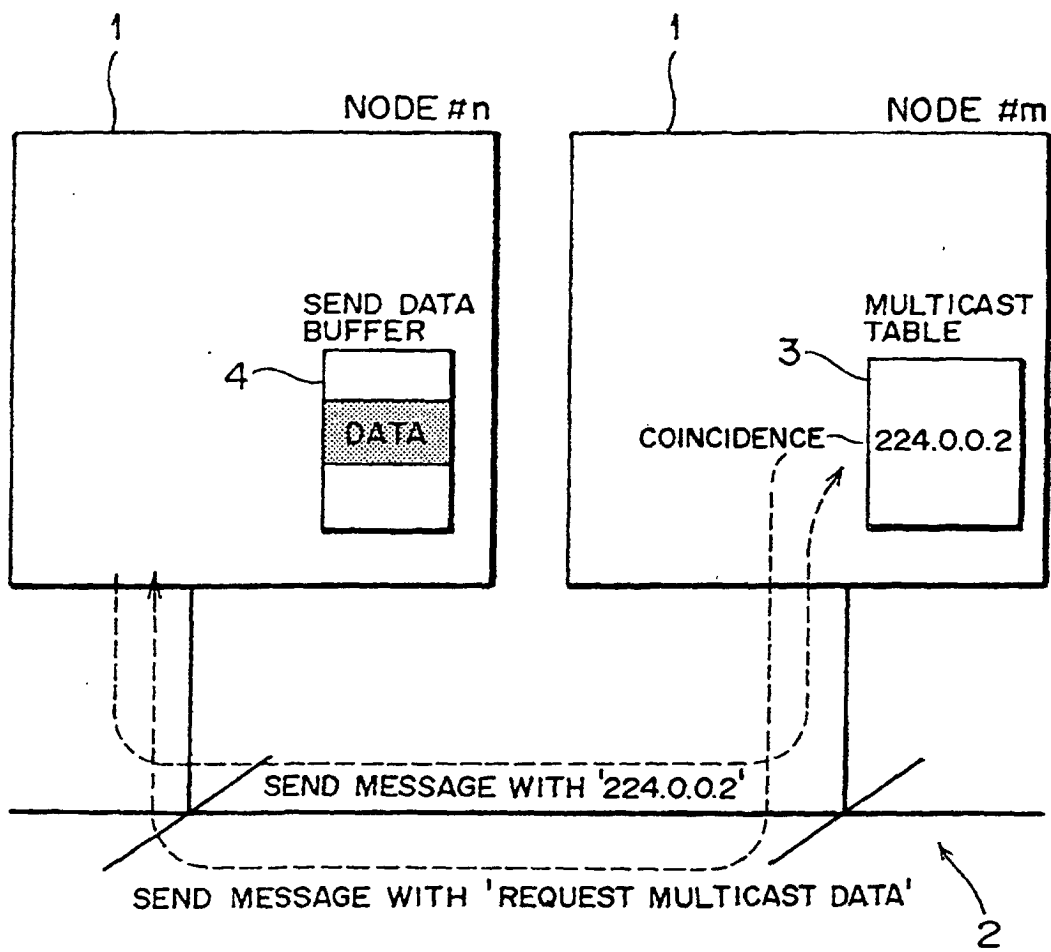 1
1
NODE #n
NODE #m
SEND DATA
BUFFER
MULTICAST
TABLE
4
3
DATA
COINCIDENCE
224.0.0.2
SEND MESSAGE WITH '224.0.0.2'
SEND MESSAGE WITH 'REQUEST MULTICAST DATA'
2